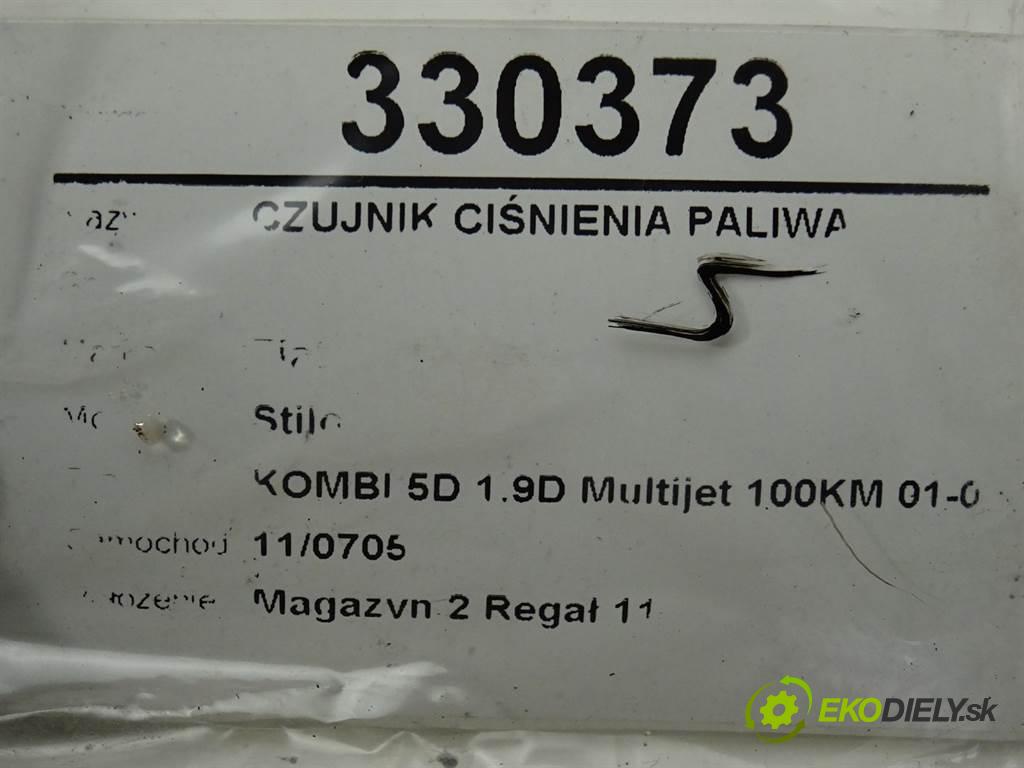 330373
CZUJNIK CIŚNIENIA PALIWA
Stilo
KOMBI 5D 1.9D Multijet 100KM 01-0
Samochod 11/0705
Magazyn 2 Regał 11
EKODIELY.sk